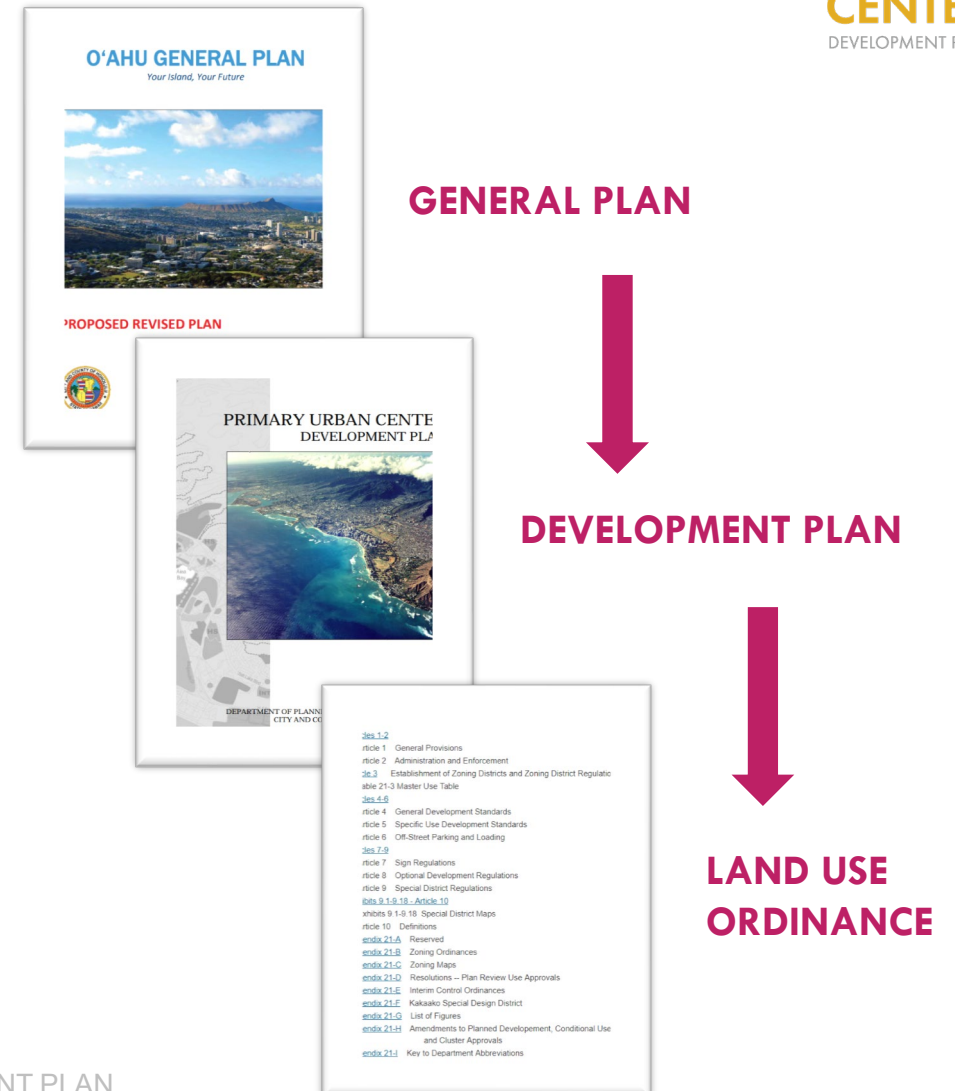 CENTE
DEVELOPMENT P
O‘AHU GENERAL PLAN
Your Island, Your Future
PROPOSED REVISED PLAN
GENERAL PLAN
PRIMARY URBAN CENTE
DEVELOPMENT PLA
DEPARTMENT OF PLANN
CITY AND CO
DEVELOPMENT PLAN
cles 1-2
rticle 1 General Provisions
rticle 2 Administration and Enforcement
cle 3 Establishment of Zoning Districts and Zoning District Regulatic
able 21-3 Master Use Table
cles 4-6
rticle 4 General Development Standards
rticle 5 Specific Use Development Standards
rticle 6 Off-Street Parking and Loading
cles 7-9
rticle 7 Sign Regulations
rticle 8 Optional Development Regulations
rticle 9 Special District Regulations
ibits 9.1-9.18 - Article 10
xhibits 9.1-9.18 Special District Maps
rticle 10 Definitions
endix 21-A Reserved
endix 21-B Zoning Ordinances
endix 21-C Zoning Maps
endix 21-D Resolutions -- Plan Review Use Approvals
endix 21-E Interim Control Ordinances
endix 21-F Kakaako Special Design District
endix 21-G List of Figures
endix 21-H Amendments to Planned Developement, Conditional Use
and Cluster Approvals
endix 21-I Key to Department Abbreviations
LAND USE
ORDINANCE
NT PLAN